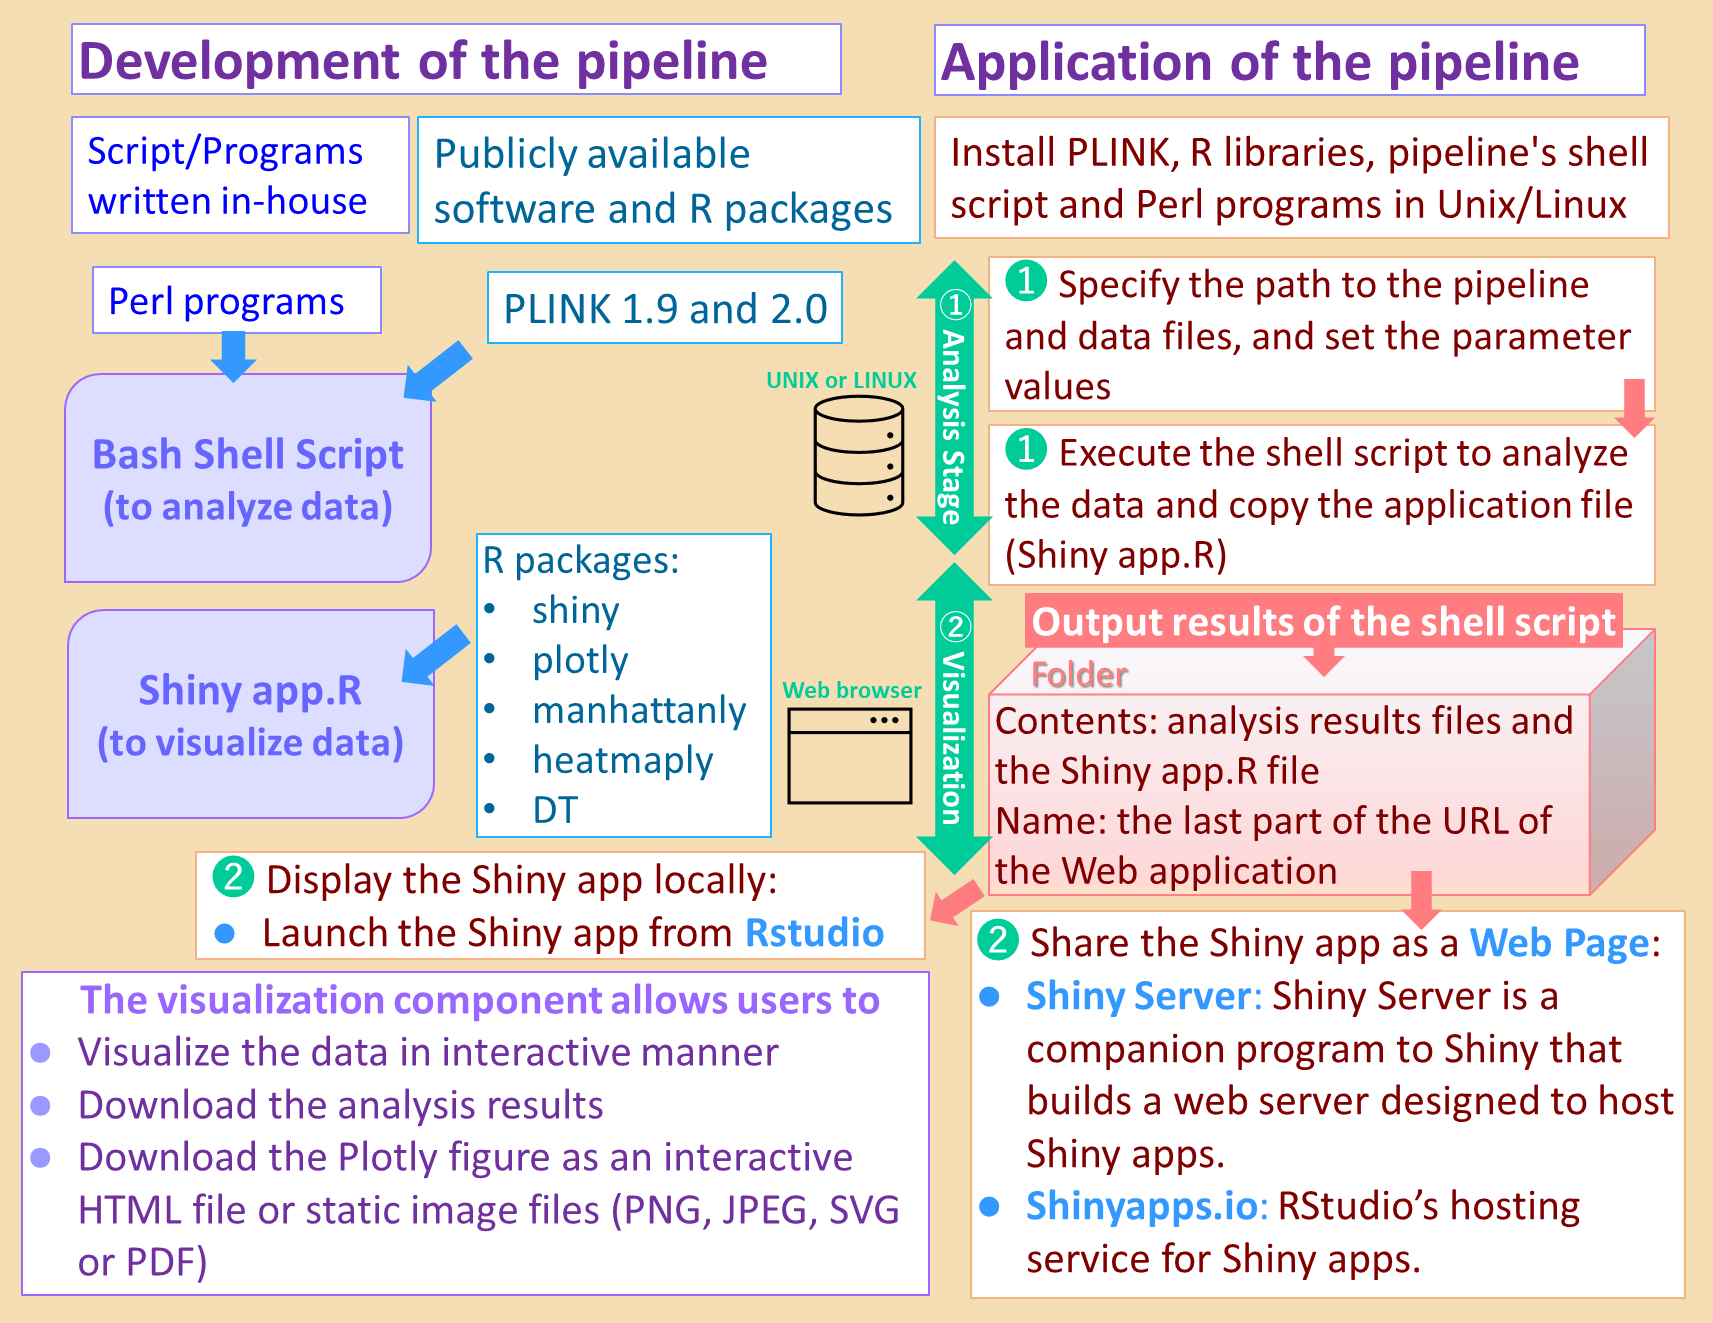 Development of the pipeline
Script/Programs
written in-house
Publicly available
software and R packages
Perl programs
PLINK 1.9 and 2.0
Bash Shell Script
(to analyze data)
UNIX or LINUX
R packages:
• shiny
• plotly
• manhattanly
• heatmaply
• DT
Shiny app.R
(to visualize data)
Web browser
Application of the pipeline
Install PLINK, R libraries, pipeline's shell
script and Perl programs in Unix/Linux
① Analysis Stage
② Visualization
❶ Specify the path to the pipeline
and data files, and set the parameter
values
❶ Execute the shell script to analyze
the data and copy the application file
(Shiny app.R)
Output results of the shell script
Folder
Contents: analysis results files and
the Shiny app.R file
Name: the last part of the URL of
the Web application
❷ Display the Shiny app locally:
● Launch the Shiny app from Rstudio
The visualization component allows users to
● Visualize the data in interactive manner
● Download the analysis results
● Download the Plotly figure as an interactive
HTML file or static image files (PNG, JPEG, SVG
or PDF)
❷ Share the Shiny app as a Web Page:
● Shiny Server: Shiny Server is a
companion program to Shiny that
builds a web server designed to host
Shiny apps.
● Shinyapps.io: RStudio’s hosting
service for Shiny apps.